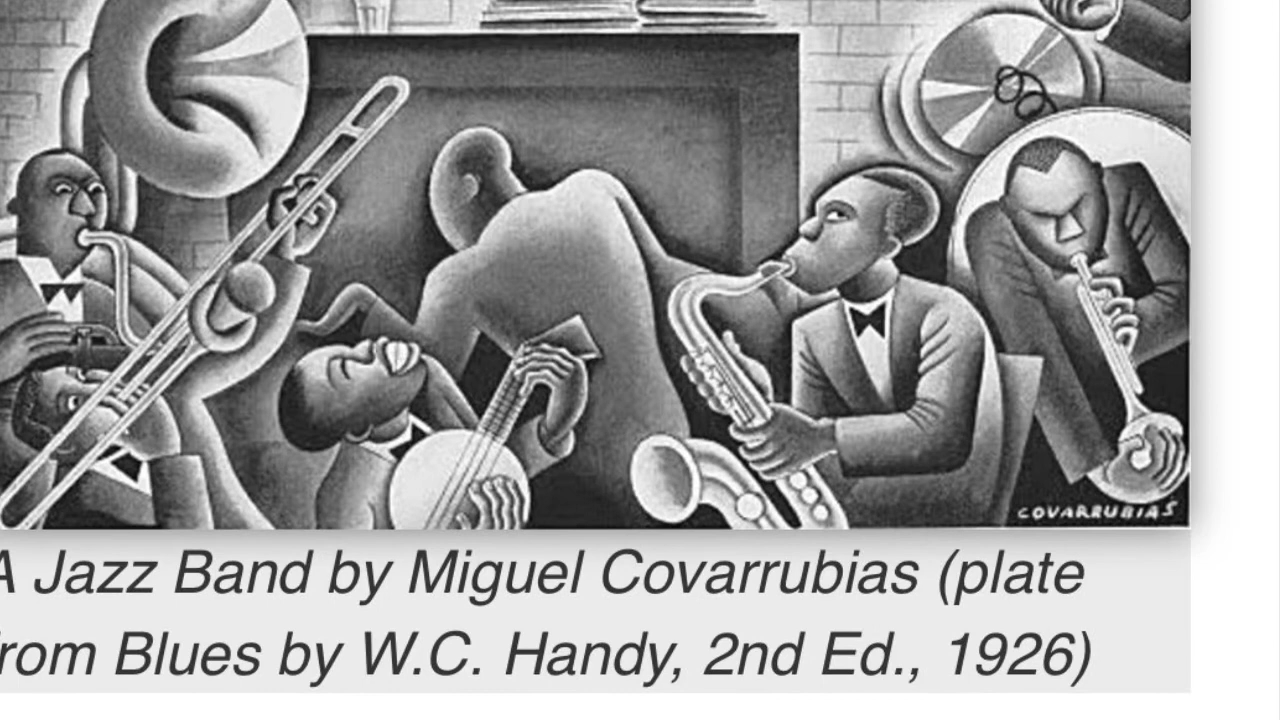 COVARRUBIAS
A Jazz Band by Miguel Covarrubias (plate
from Blues by W.C. Handy, 2nd Ed., 1926)